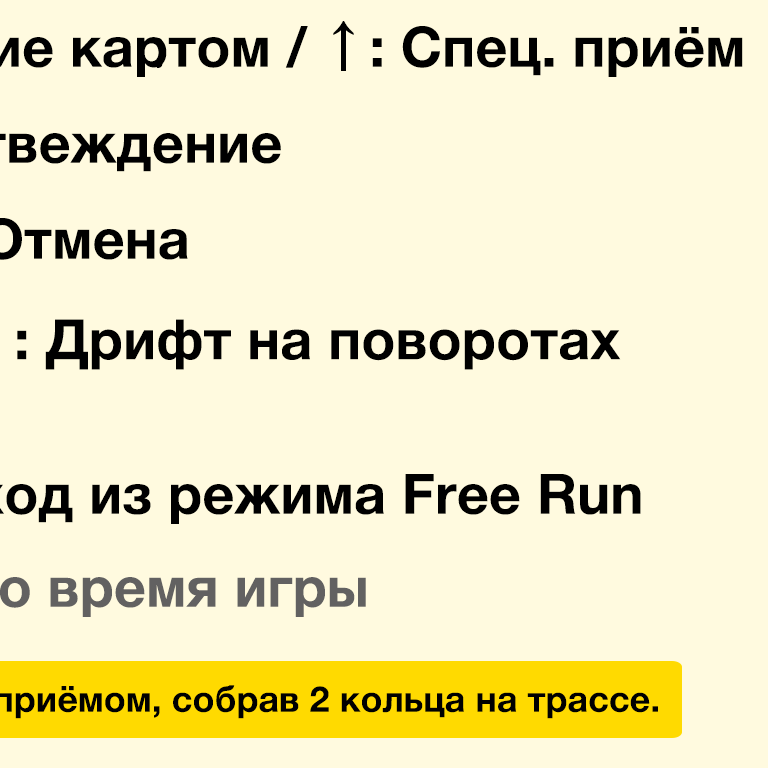 ие картом / ↑: Спец. приём
твеждение
Отмена
: Дрифт на поворотах
ход из режима Free Run
о время игры
приёмом, собрав 2 кольца на трассе.